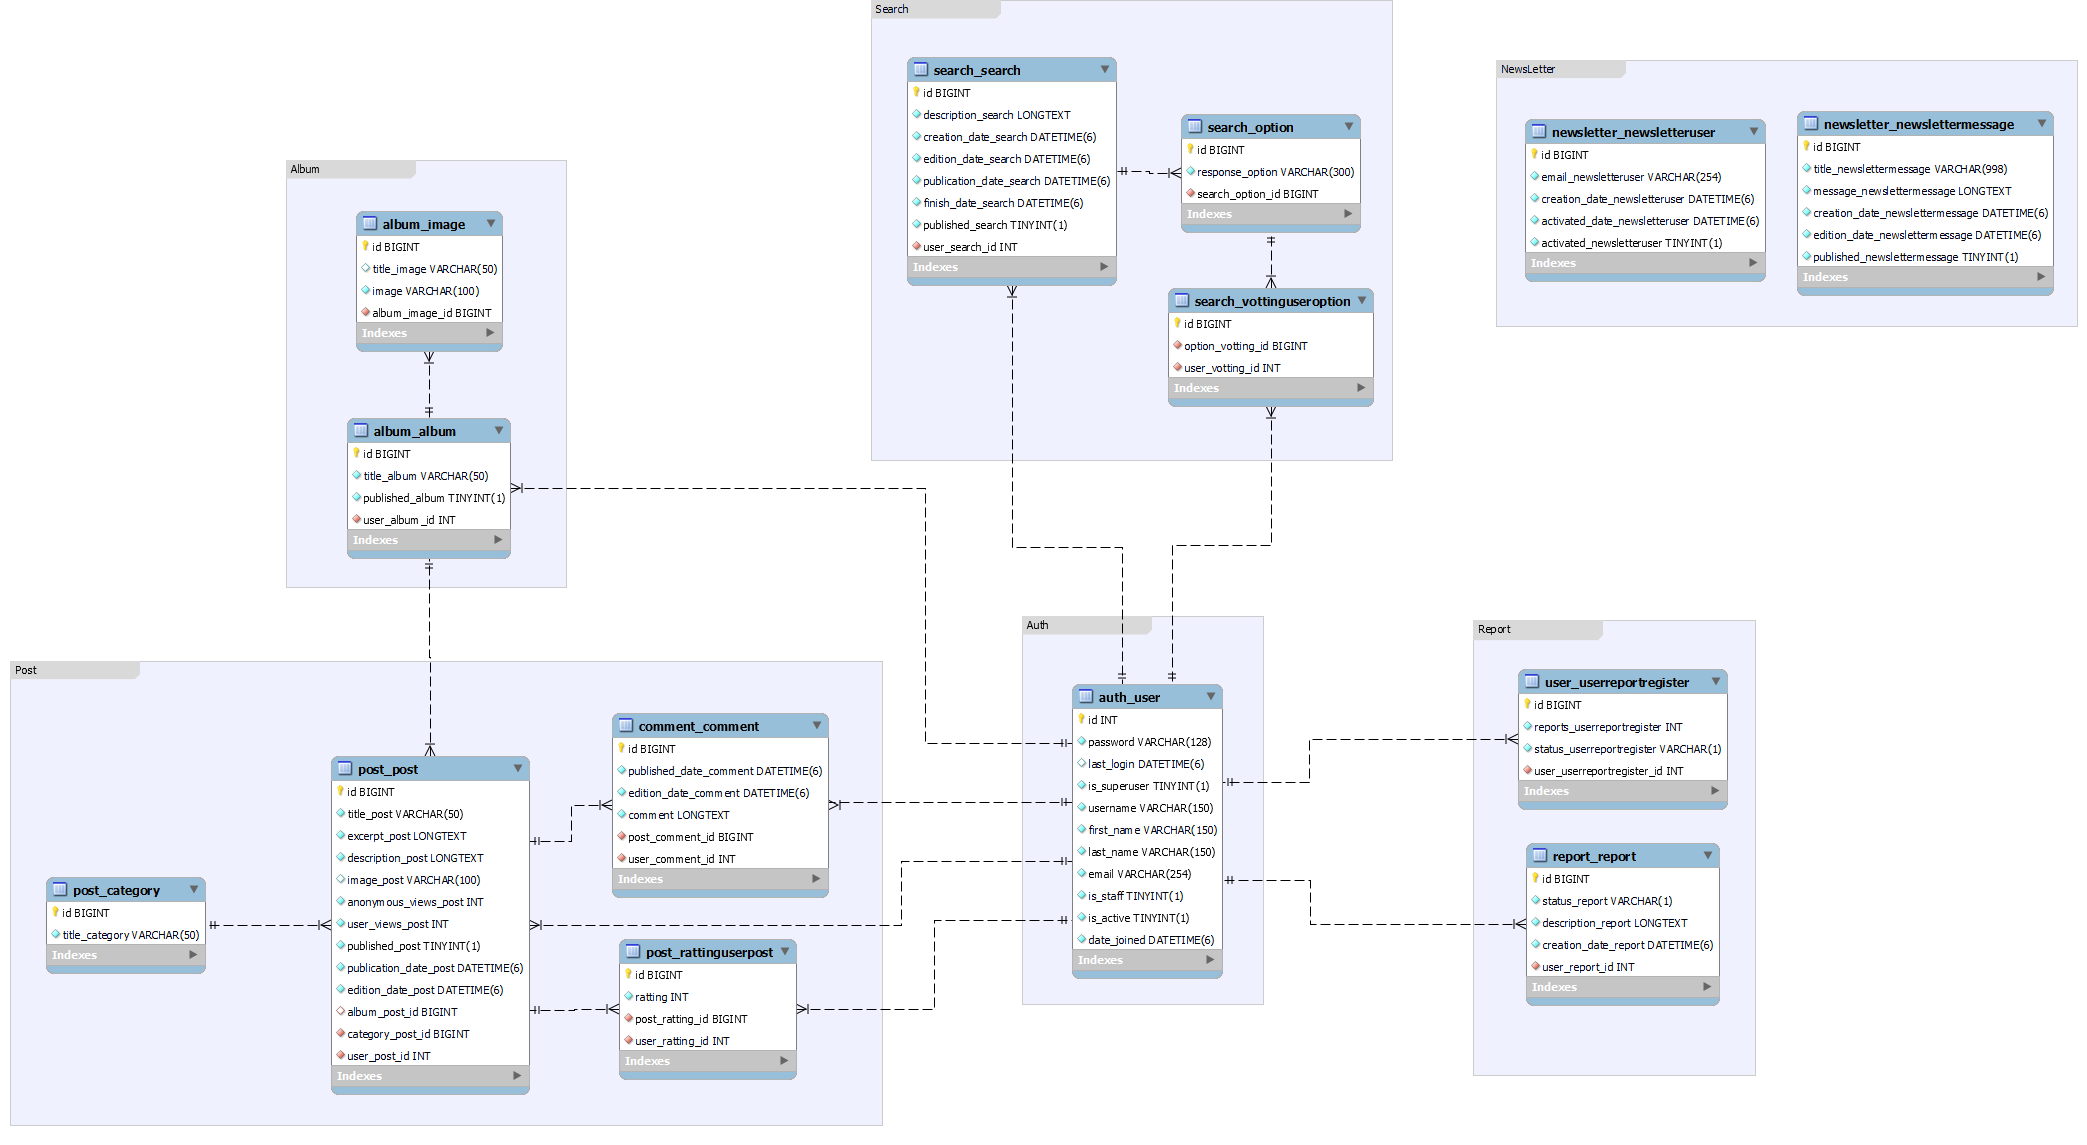 Search
search_search
id BIGINT
description_search LONGTEXT
creation_date_search DATETIME(6)
edition_date_search DATETIME(6)
publication_date_search DATETIME(6)
finish_date_search DATETIME(6)
published_search TINYINT(1)
user_search_id INT
Indexes
search_option
id BIGINT
response_option VARCHAR(300)
search_option_id BIGINT
Indexes
search_vottinguseroption
id BIGINT
option_votting_id BIGINT
user_votting_id INT
Indexes
NewsLetter
newsletter_newsletteruser
id BIGINT
email_newsletteruser VARCHAR(254)
creation_date_newsletteruser DATETIME(6)
activated_date_newsletteruser DATETIME(6)
activated_newsletteruser TINYINT(1)
Indexes
newsletter_newslettermessage
id BIGINT
title_newslettermessage VARCHAR(998)
message_newslettermessage LONGTEXT
creation_date_newslettermessage DATETIME(6)
edition_date_newslettermessage DATETIME(6)
published_newslettermessage TINYINT(1)
Indexes
Album
album_image
id BIGINT
title_image VARCHAR(50)
image VARCHAR(100)
album_image_id BIGINT
Indexes
album_album
id BIGINT
title_album VARCHAR(50)
published_album TINYINT(1)
user_album_id INT
Indexes
Post
post_category
id BIGINT
title_category VARCHAR(50)
Indexes
post_post
id BIGINT
title_post VARCHAR(50)
excerpt_post LONGTEXT
description_post LONGTEXT
image_post VARCHAR(100)
anonymous_views_post INT
user_views_post INT
published_post TINYINT(1)
publication_date_post DATETIME(6)
edition_date_post DATETIME(6)
album_post_id BIGINT
category_post_id BIGINT
user_post_id INT
Indexes
comment_comment
id BIGINT
published_date_comment DATETIME(6)
edition_date_comment DATETIME(6)
comment LONGTEXT
post_comment_id BIGINT
user_comment_id INT
Indexes
post_rattinguserpost
id BIGINT
ratting INT
post_ratting_id BIGINT
user_ratting_id INT
Indexes
Auth
auth_user
id INT
password VARCHAR(128)
last_login DATETIME(6)
is_superuser TINYINT(1)
username VARCHAR(150)
first_name VARCHAR(150)
last_name VARCHAR(150)
email VARCHAR(254)
is_staff TINYINT(1)
is_active TINYINT(1)
date_joined DATETIME(6)
Indexes
Report
user_userreportregister
id BIGINT
reports_userreportregister INT
status_userreportregister VARCHAR(1)
user_userreportregister_id INT
Indexes
report_report
id BIGINT
status_report VARCHAR(1)
description_report LONGTEXT
creation_date_report DATETIME(6)
user_report_id INT
Indexes